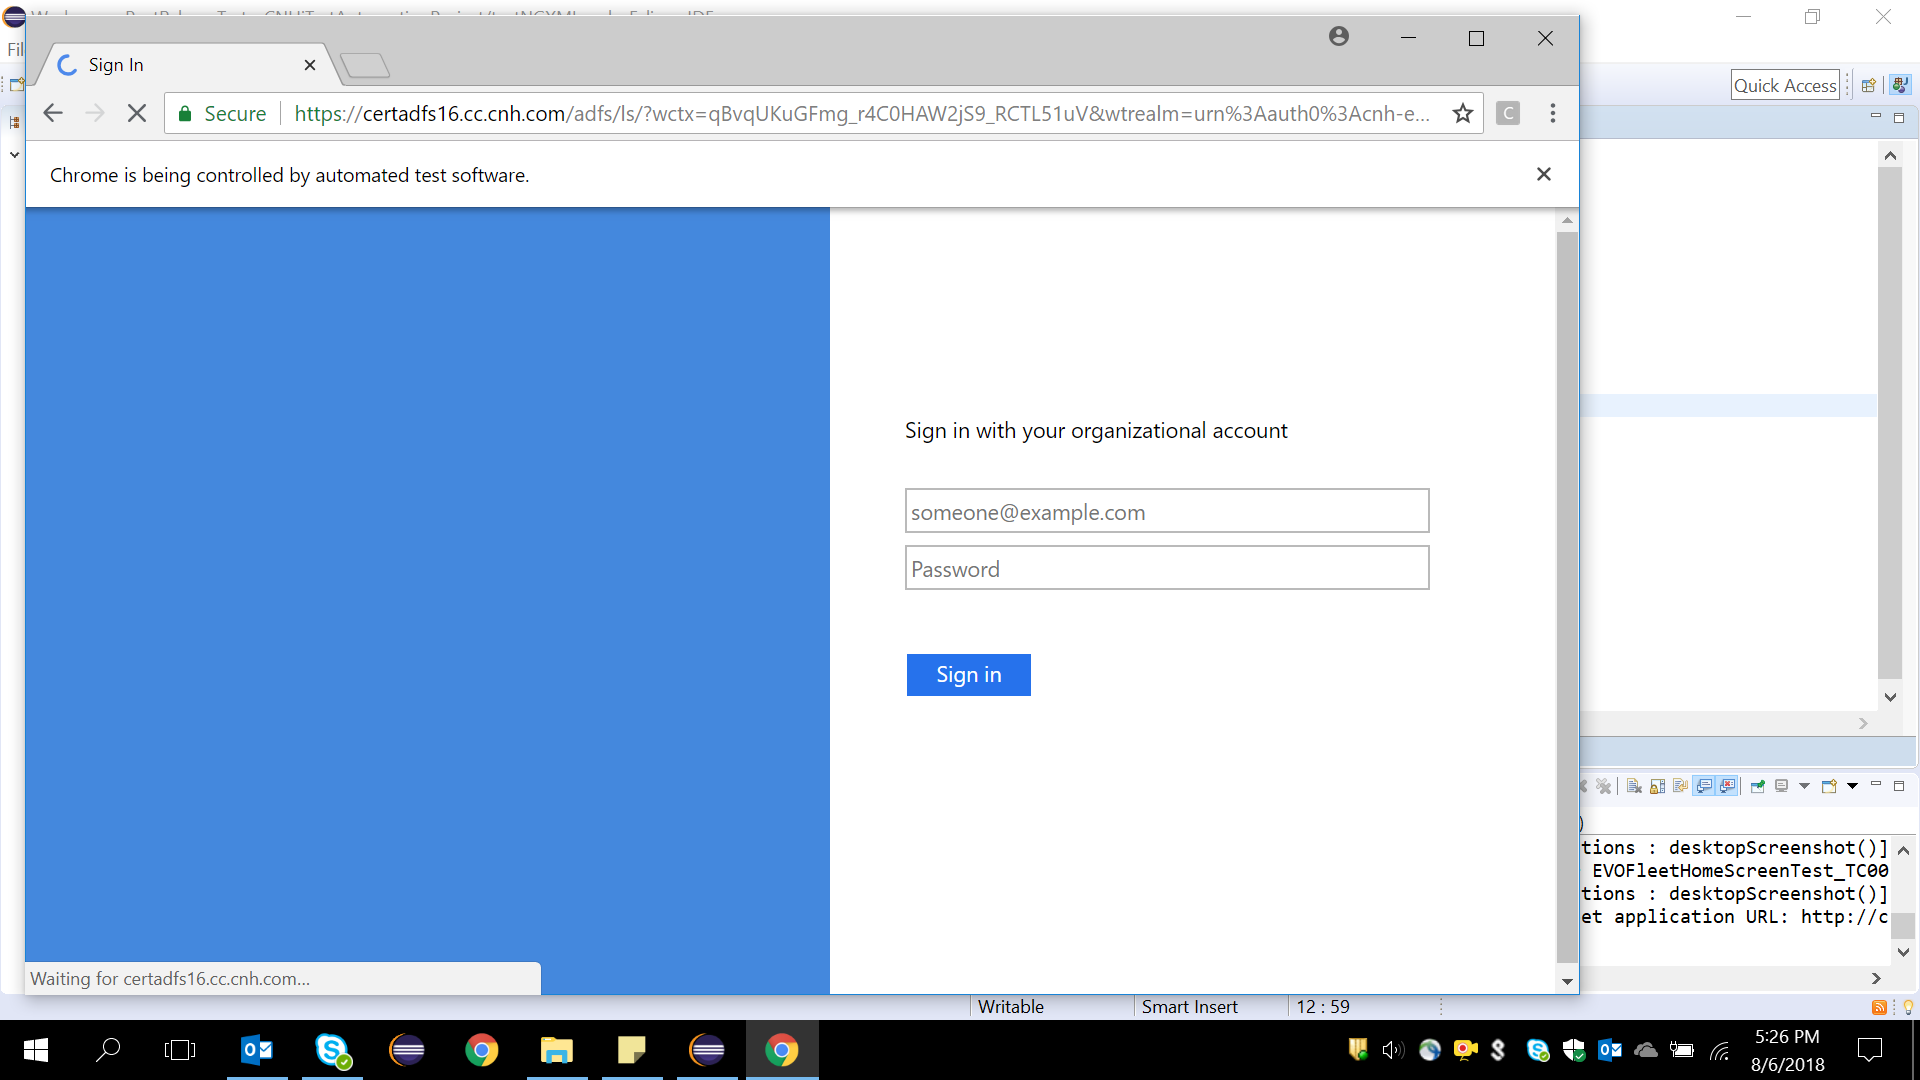 Fil
Sign In
Secure
https://certadfs16.cc.cnh.com/adfs/ls/?wctx=qBvqUKuGFmg_r4C0HAW2jS9_RCTL51uV&wtrealm=urn%3Aauth0%3Acnh-e...
C
Quick Access
Chrome is being controlled by automated test software.
Sign in with your organizational account
someone@example.com
Password
Sign in
)
tions : desktopScreenshot()]
EVOFleetHomeScreenTest_TC00
tions : desktopScreenshot()]
et application URL: http://c
Waiting for certadfs16.cc.cnh.com...
Writable
Smart Insert
12 : 59
5:26 PM
8/6/2018